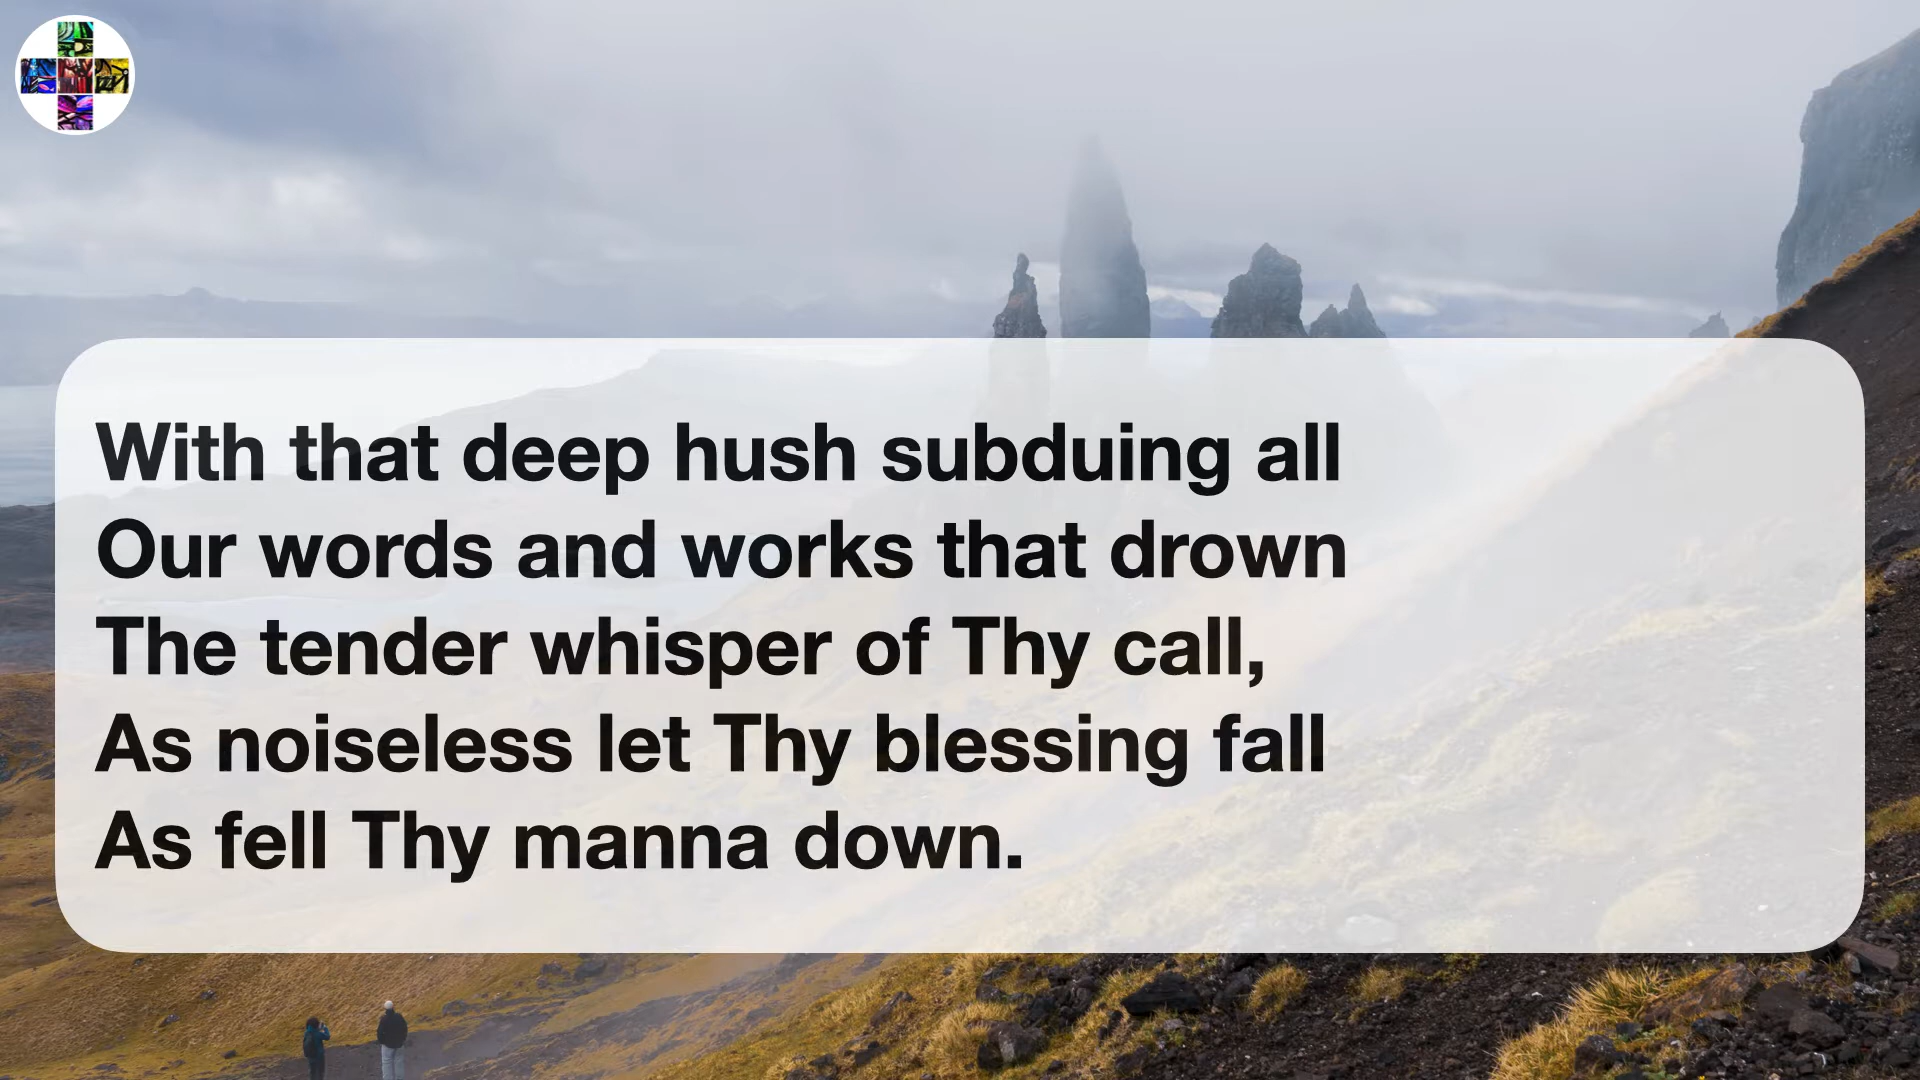 With that deep hush subduing all
Our words and works that drown
The tender whisper of Thy call,
As noiseless let Thy blessing fall
As fell Thy manna down.